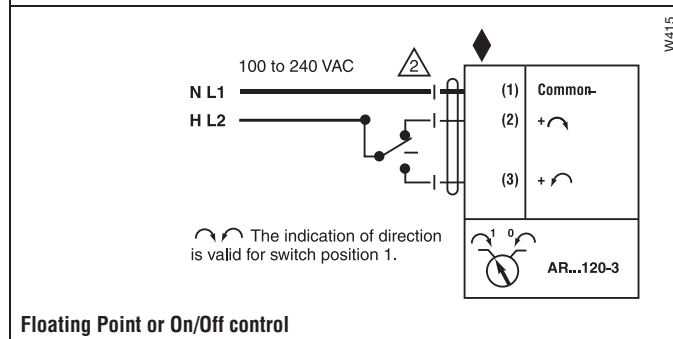 W415
100 to 240 VAC
2
N L1
H L2
(1) Common-
(2) +
(3) +
The indication of direction
is valid for switch position 1.
1 0
AR...120-3
Floating Point or On/Off control